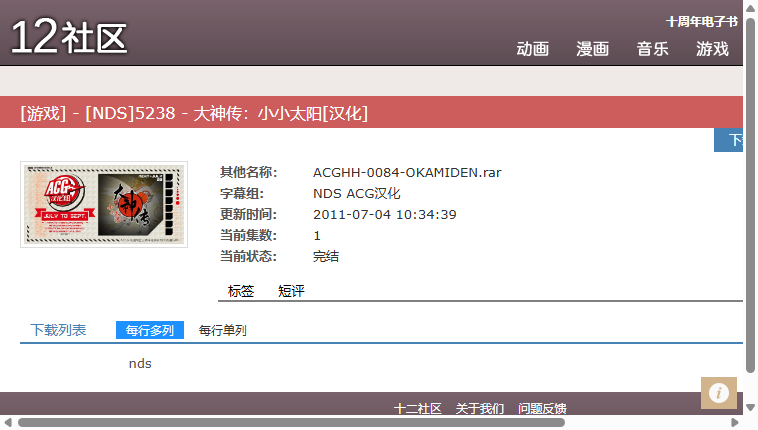 十周年电子书
12社区
动画 漫画 音乐 游戏
[游戏] - [NDS]5238 - 大神传：小小太阳[汉化]
ACG
JULY TO SEPT.
大神传
其他名称： ACGHH-0084-OKAMIDEN.rar
字幕组： NDS ACG汉化
更新时间： 2011-07-04 10:34:39
当前集数： 1
当前状态： 完结
标签 短评
下载列表 每行多列 每行单列
nds
十二社区 关于我们 问题反馈